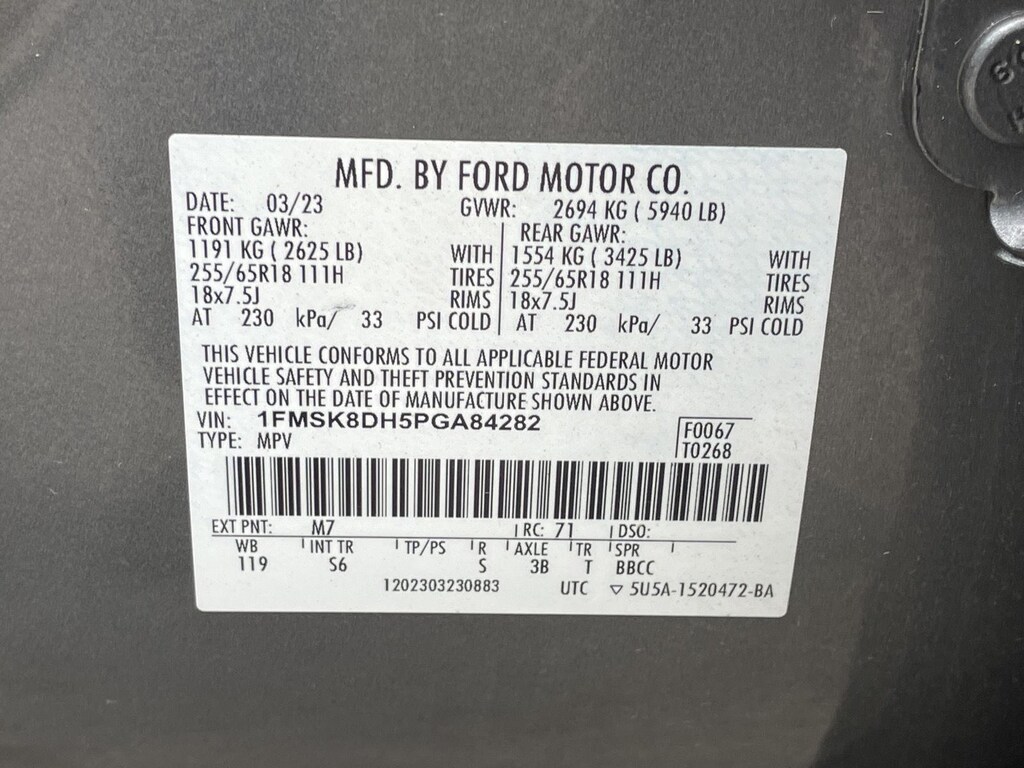 MFD. BY FORD MOTOR CO.
DATE: 03/23 GVWR: 2694 KG ( 5940 LB)
FRONT GAWR: REAR GAWR:
1191 KG ( 2625 LB) WITH 1554 KG ( 3425 LB) WITH
255/65R18 111H TIRES 255/65R18 111H TIRES
18x7.5J RIMS 18x7.5J RIMS
AT 230 kPa/ 33 PSI COLD AT 230 kPa/ 33 PSI COLD
THIS VEHICLE CONFORMS TO ALL APPLICABLE FEDERAL MOTOR
VEHICLE SAFETY AND THEFT PREVENTION STANDARDS IN
EFFECT ON THE DATE OF MANUFACTURE SHOWN ABOVE.
VIN: 1FMSK8DH5PGA84282 F0067
TYPE: MPV T0268
EXT PNT: M7 RC: 71 DSO:
WB INT TR TP/PS R AXLE TR SPR
119 S6 S 3B T BBCC
1202303230883 UTC ▽ 5U5A-1520472-BA